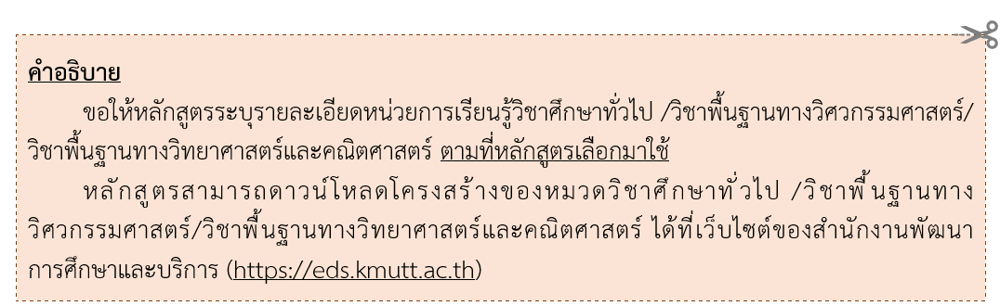 คำอธิบาย
ขอให้หลักสูตรระบุรายละเอียดหน่วยการเรียนรู้วิชาศึกษาทั่วไป /วิชาพื้นฐานทางวิศวกรรมศาสตร์/
วิชาพื้นฐานทางวิทยาศาสตร์และคณิตศาสตร์ ตามที่หลักสูตรเลือกมาใช้
หลักสูตรสามารถดาวน์โหลดโครงสร้างของหมวดวิชาศึกษาทั่วไป /วิชาพื้นฐานทาง
วิศวกรรมศาสตร์/วิชาพื้นฐานทางวิทยาศาสตร์และคณิตศาสตร์ ได้ที่เว็บไซต์ของสำนักงานพัฒนา
การศึกษาและบริการ (https://eds.kmutt.ac.th)